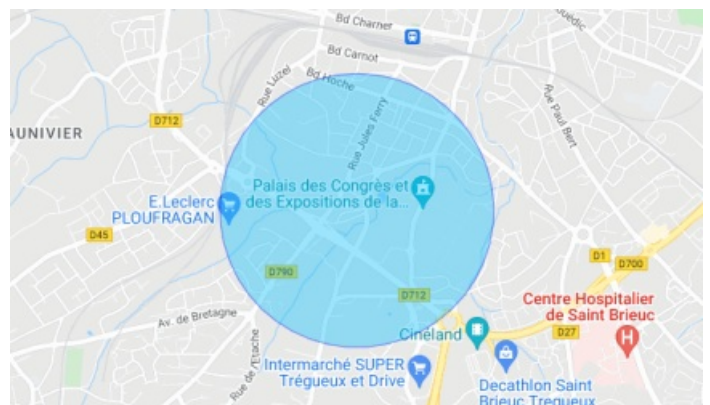 Bd Charner
Bd Carnot
Rue Luzel
Bd Hoche
Rue Jules Ferry
Rue Paul Bert
D712
AUNIVIER
Palais des Congrès et
des Expositions de la...
E.Leclerc
PLOUFRAGAN
D45
D1
D700
D790
D712
Centre Hospitalier
de Saint Brieuc
Av. de Bretagne
Cinéland
D27
Intermarché SUPER
Trégueux et Drive
Decathlon Saint
Brieuc Tregueux